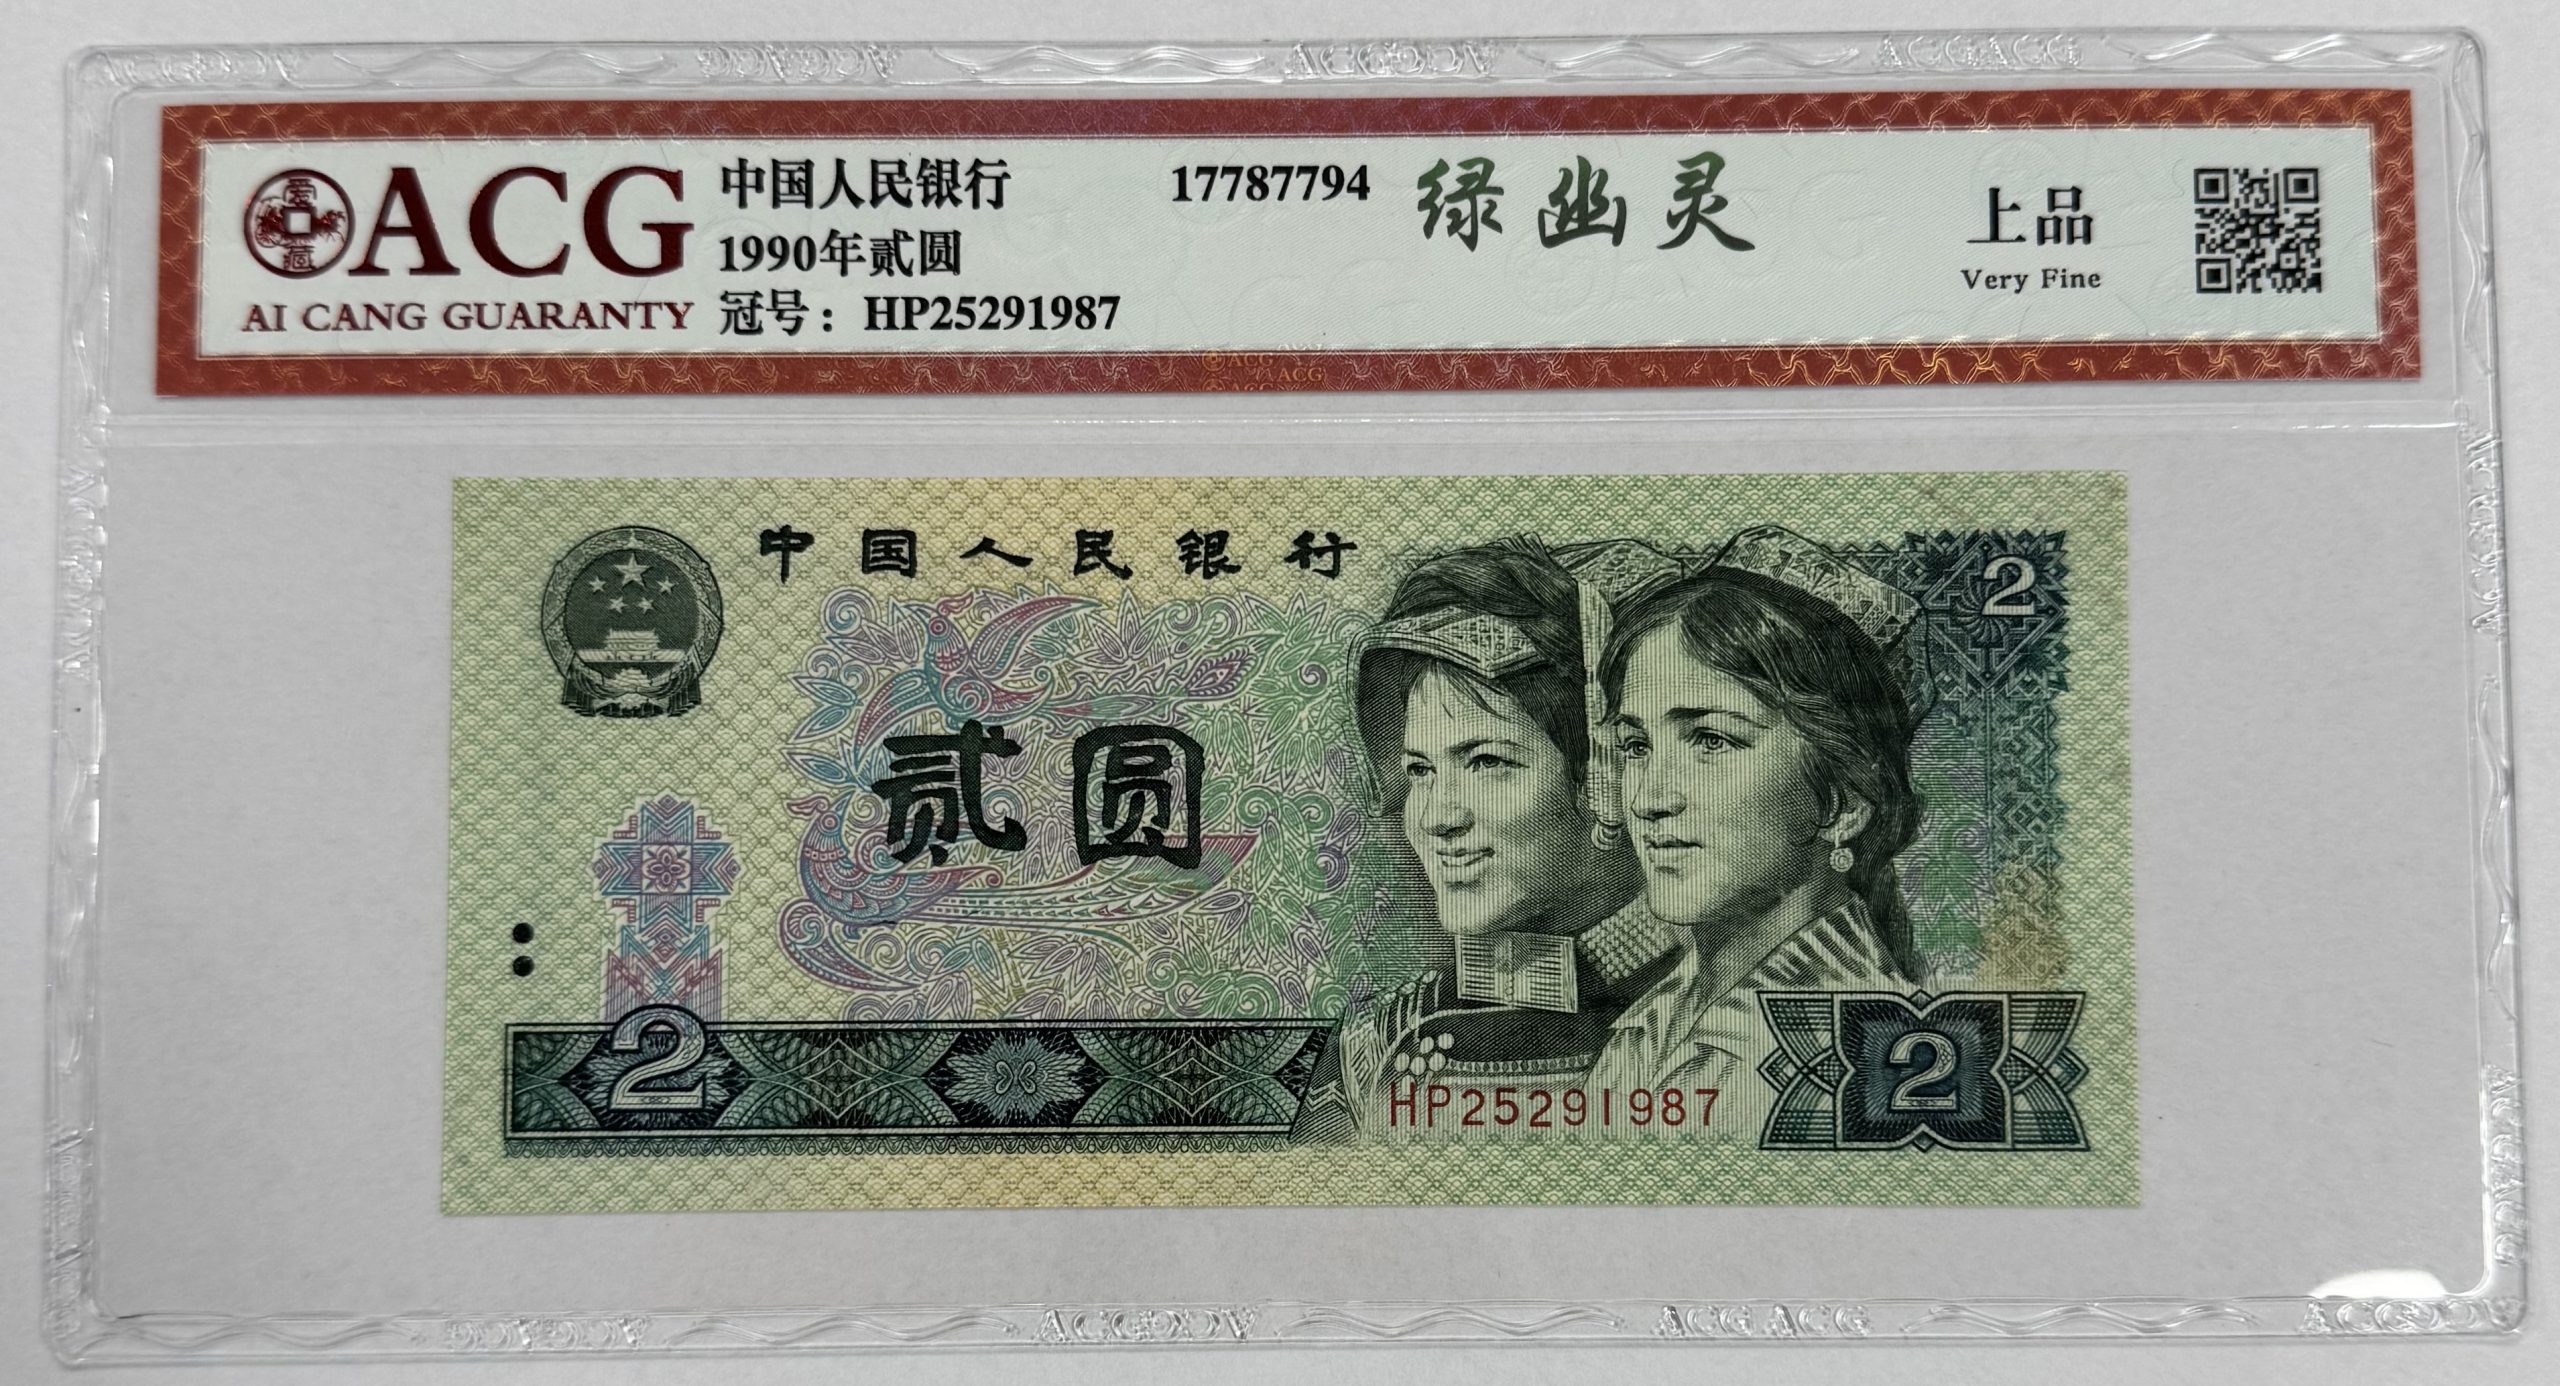 爱藏
ACG
AI CANG GUARANTY
中国人民银行
1990年贰圆
冠号：HP25291987
17787794
绿幽灵
上品
Very Fine
中国人民银行
2
贰圆
2
HP25291987
2